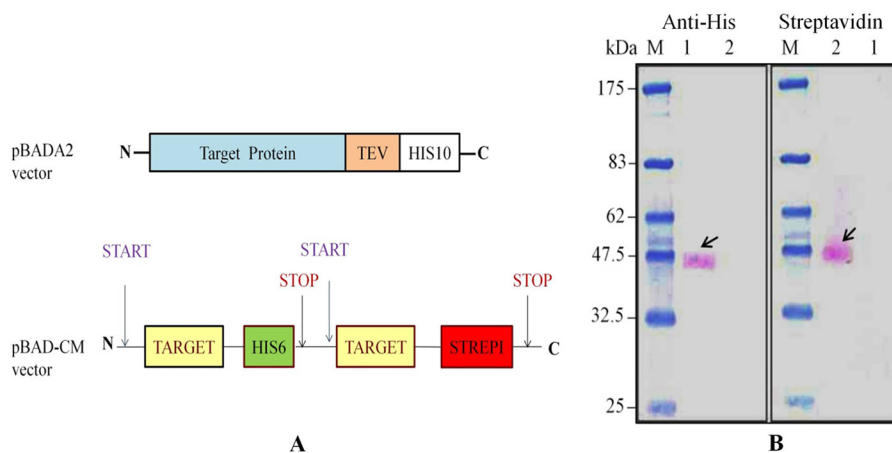 Anti-His Streptavidin
kDa M 1 2 M 2 1
175
83
62
47.5
32.5
25
pBADA2
vector
N Target Protein TEV HIS10 C
START START
STOP STOP
pBAD-CM
vector
N TARGET HIS6 TARGET STREPI C
A B